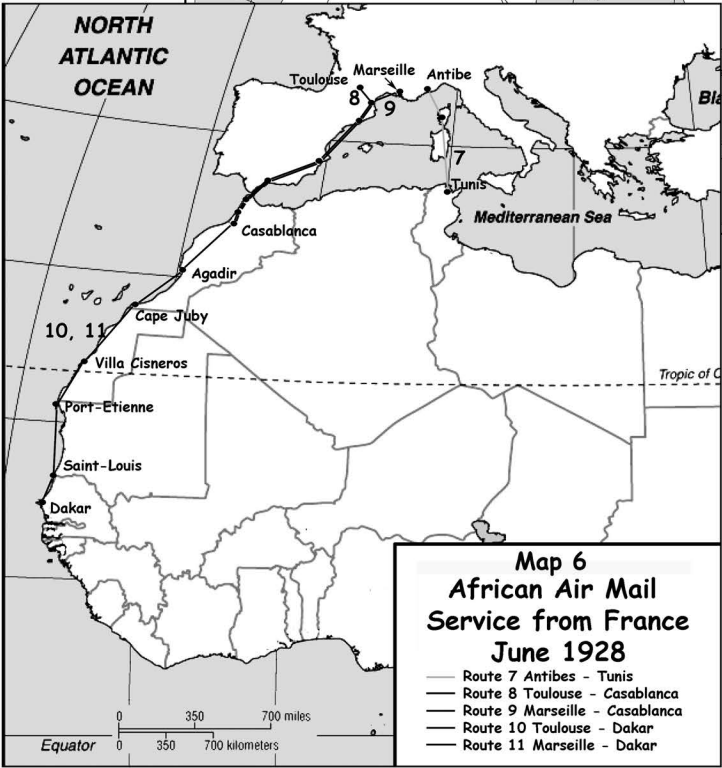 NORTH
ATLANTIC
OCEAN
Toulouse
Marseille
Antibe
8
9
7
Tunis
Mediterranean Sea
Casablanca
Agadir
Cape Juby
10, 11
Villa Cisneros
Tropic of C
Port-Etienne
Saint-Louis
Dakar
Bla
Map 6
African Air Mail
Service from France
June 1928
Route 7 Antibes - Tunis
Route 8 Toulouse - Casablanca
Route 9 Marseille - Casablanca
Route 10 Toulouse - Dakar
Route 11 Marseille - Dakar
0 350 700 miles
0 350 700 kilometers
Equator